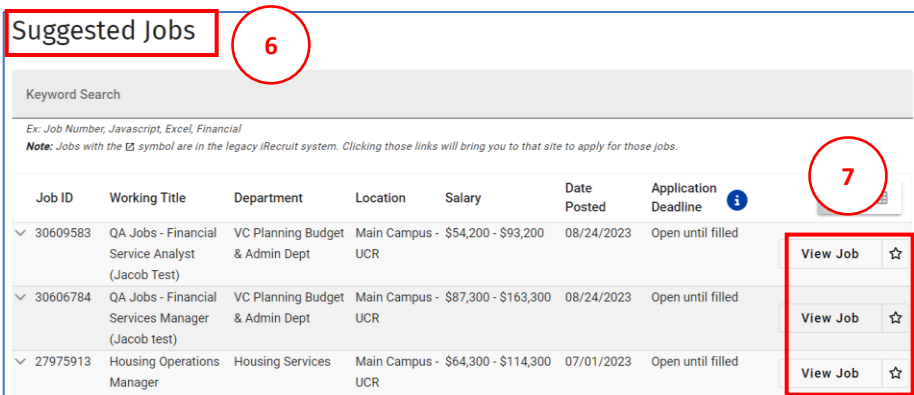 Suggested Jobs
6
Keyword Search
Ex: Job Number, Javascript, Excel, Financial
Note: Jobs with the symbol are in the legacy iRecruit system. Clicking those links will bring you to that site to apply for those jobs.
7
Job ID Working Title Department Location Salary Date Posted Application Deadline i
30609583 QA Jobs - Financial VC Planning Budget Main Campus - $54,200 - $93,200 08/24/2023 Open until filled
Service Analyst & Admin Dept UCR View Job
(Jacob Test)
30606784 QA Jobs - Financial VC Planning Budget Main Campus - $87,300 - $163,300 08/24/2023 Open until filled
Services Manager & Admin Dept UCR View Job
(Jacob test)
27975913 Housing Operations Housing Services Main Campus - $64,300 - $114,300 07/01/2023 Open until filled
Manager UCR View Job